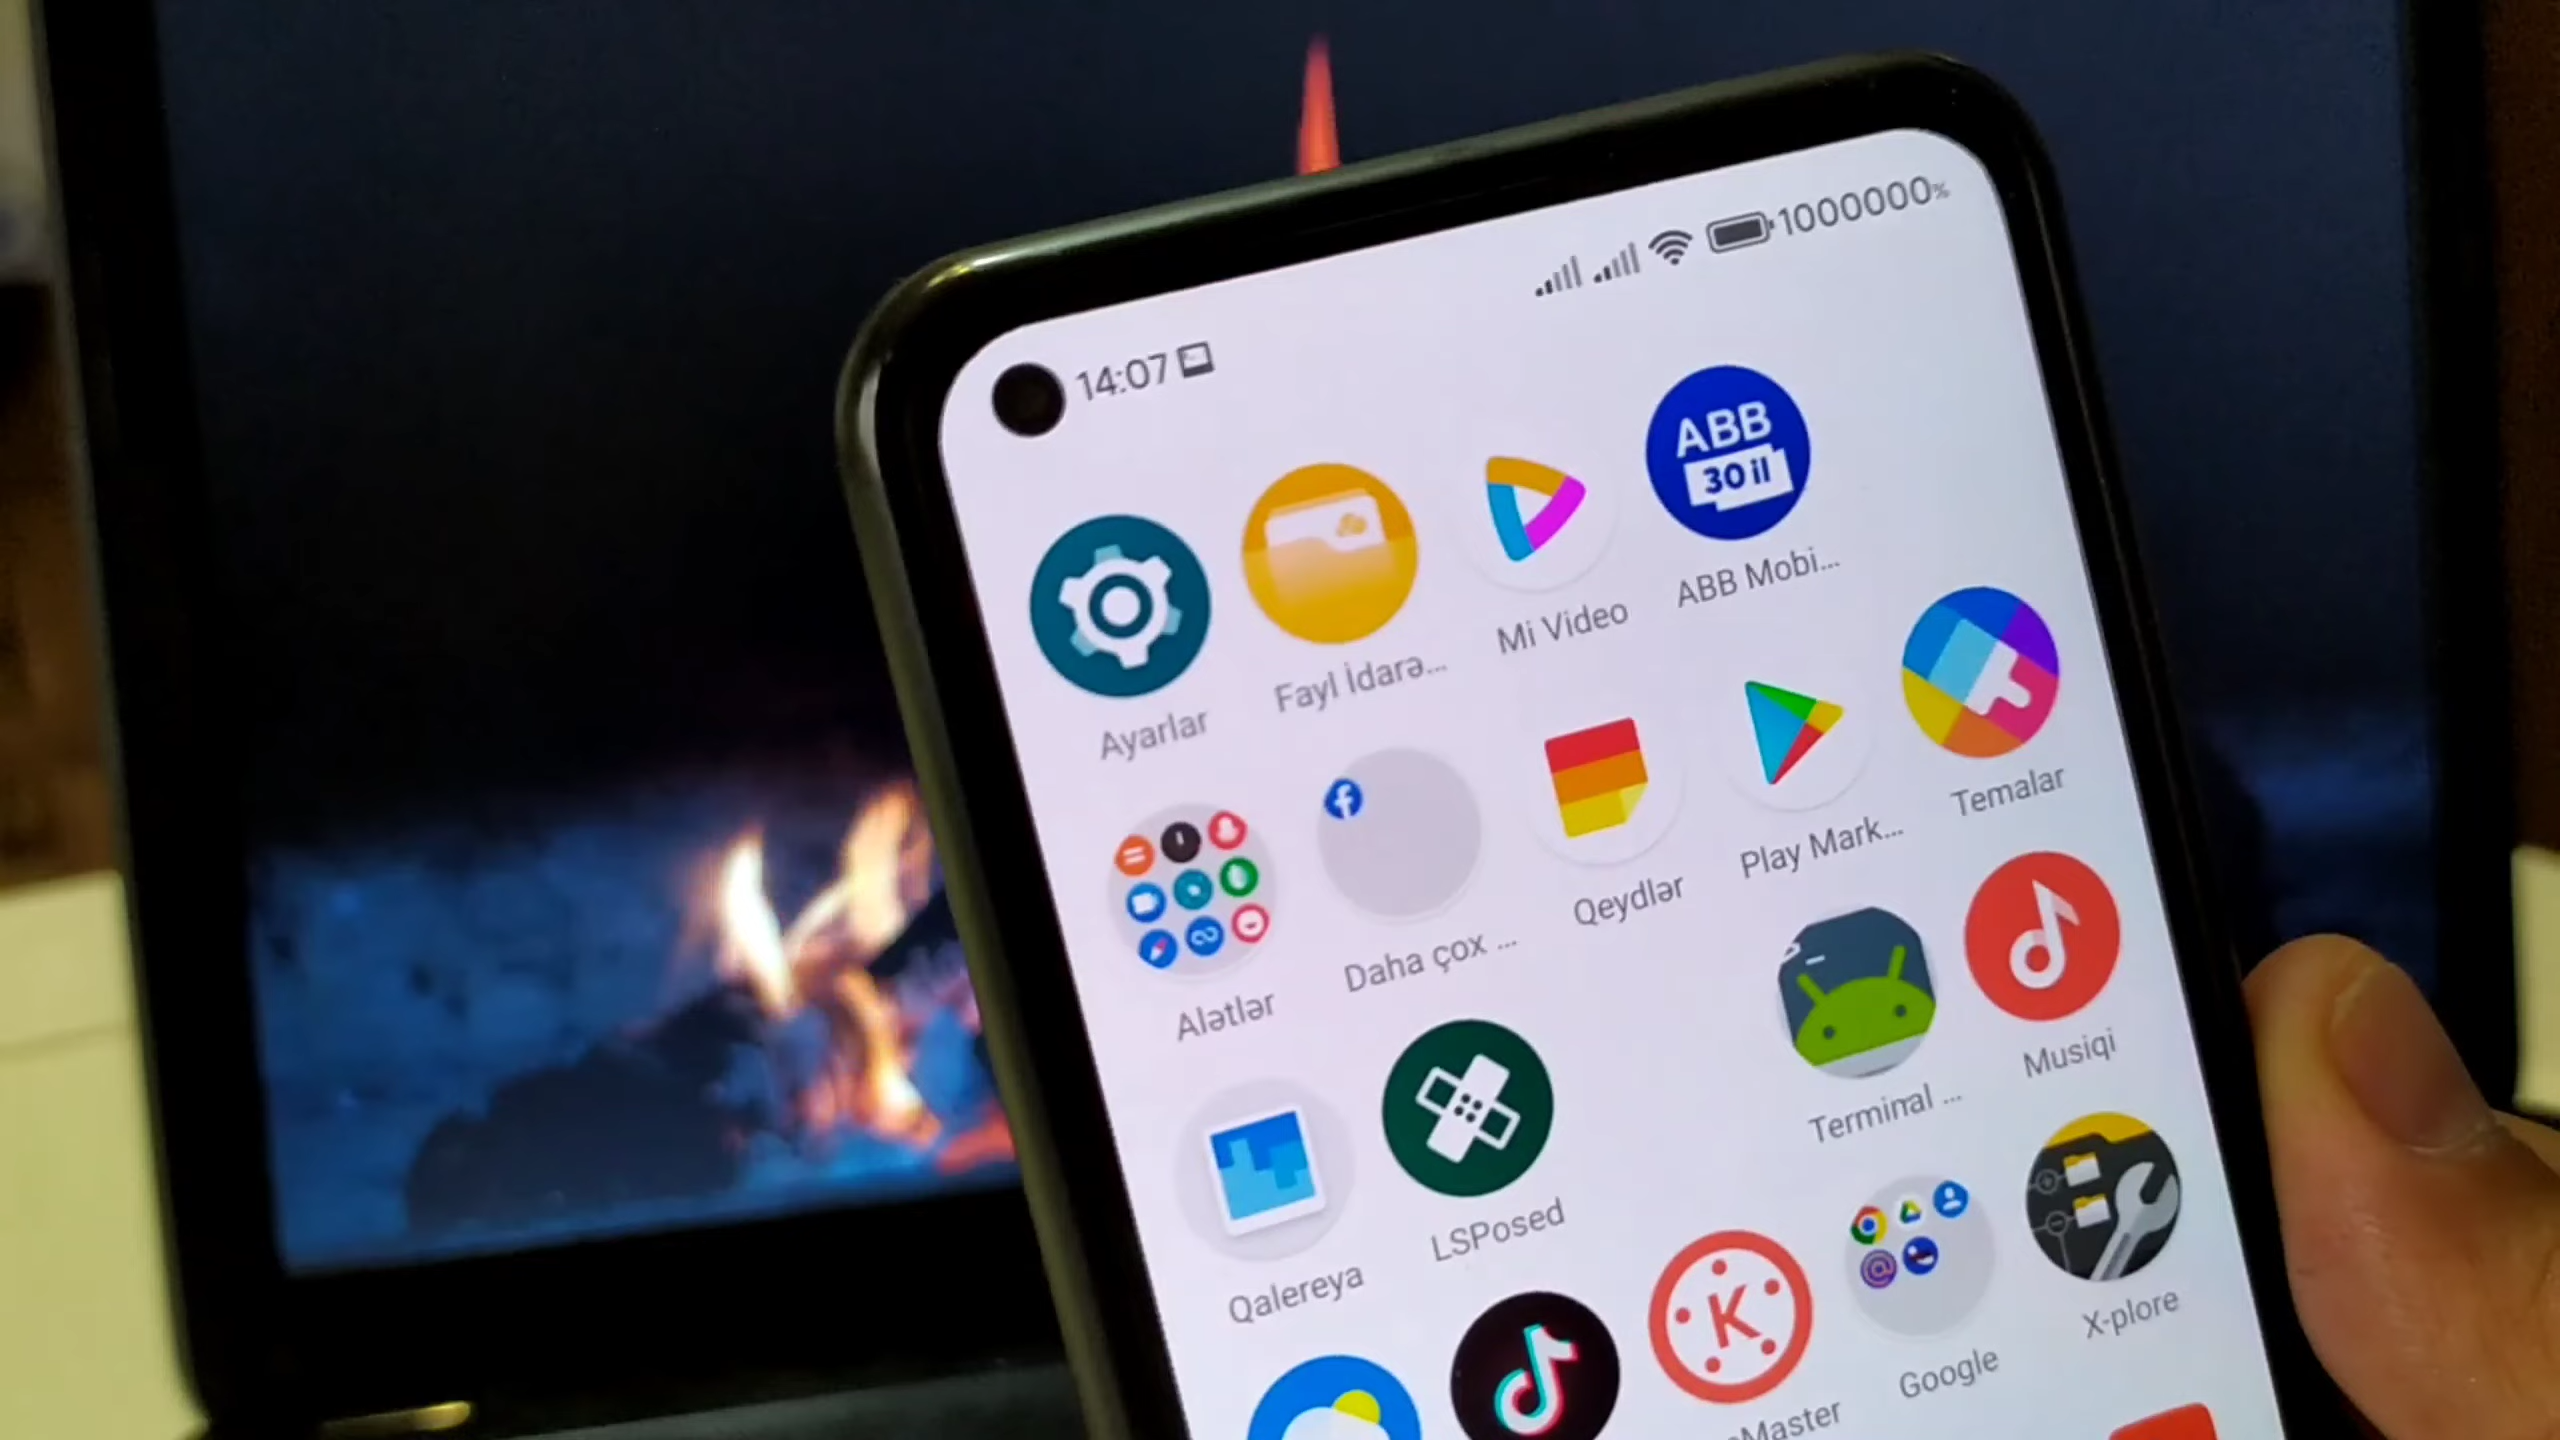 14:07
1000000%
ABB
30 il
Ayarlar
Fayl İdarə...
Mi Video
ABB Mobi...
Alətlər
Daha çox ...
Qeydlər
Play Mark...
Temalar
Qalereya
LSPosed
Terminal ...
Musiqi
K
Master
Google
X-plore